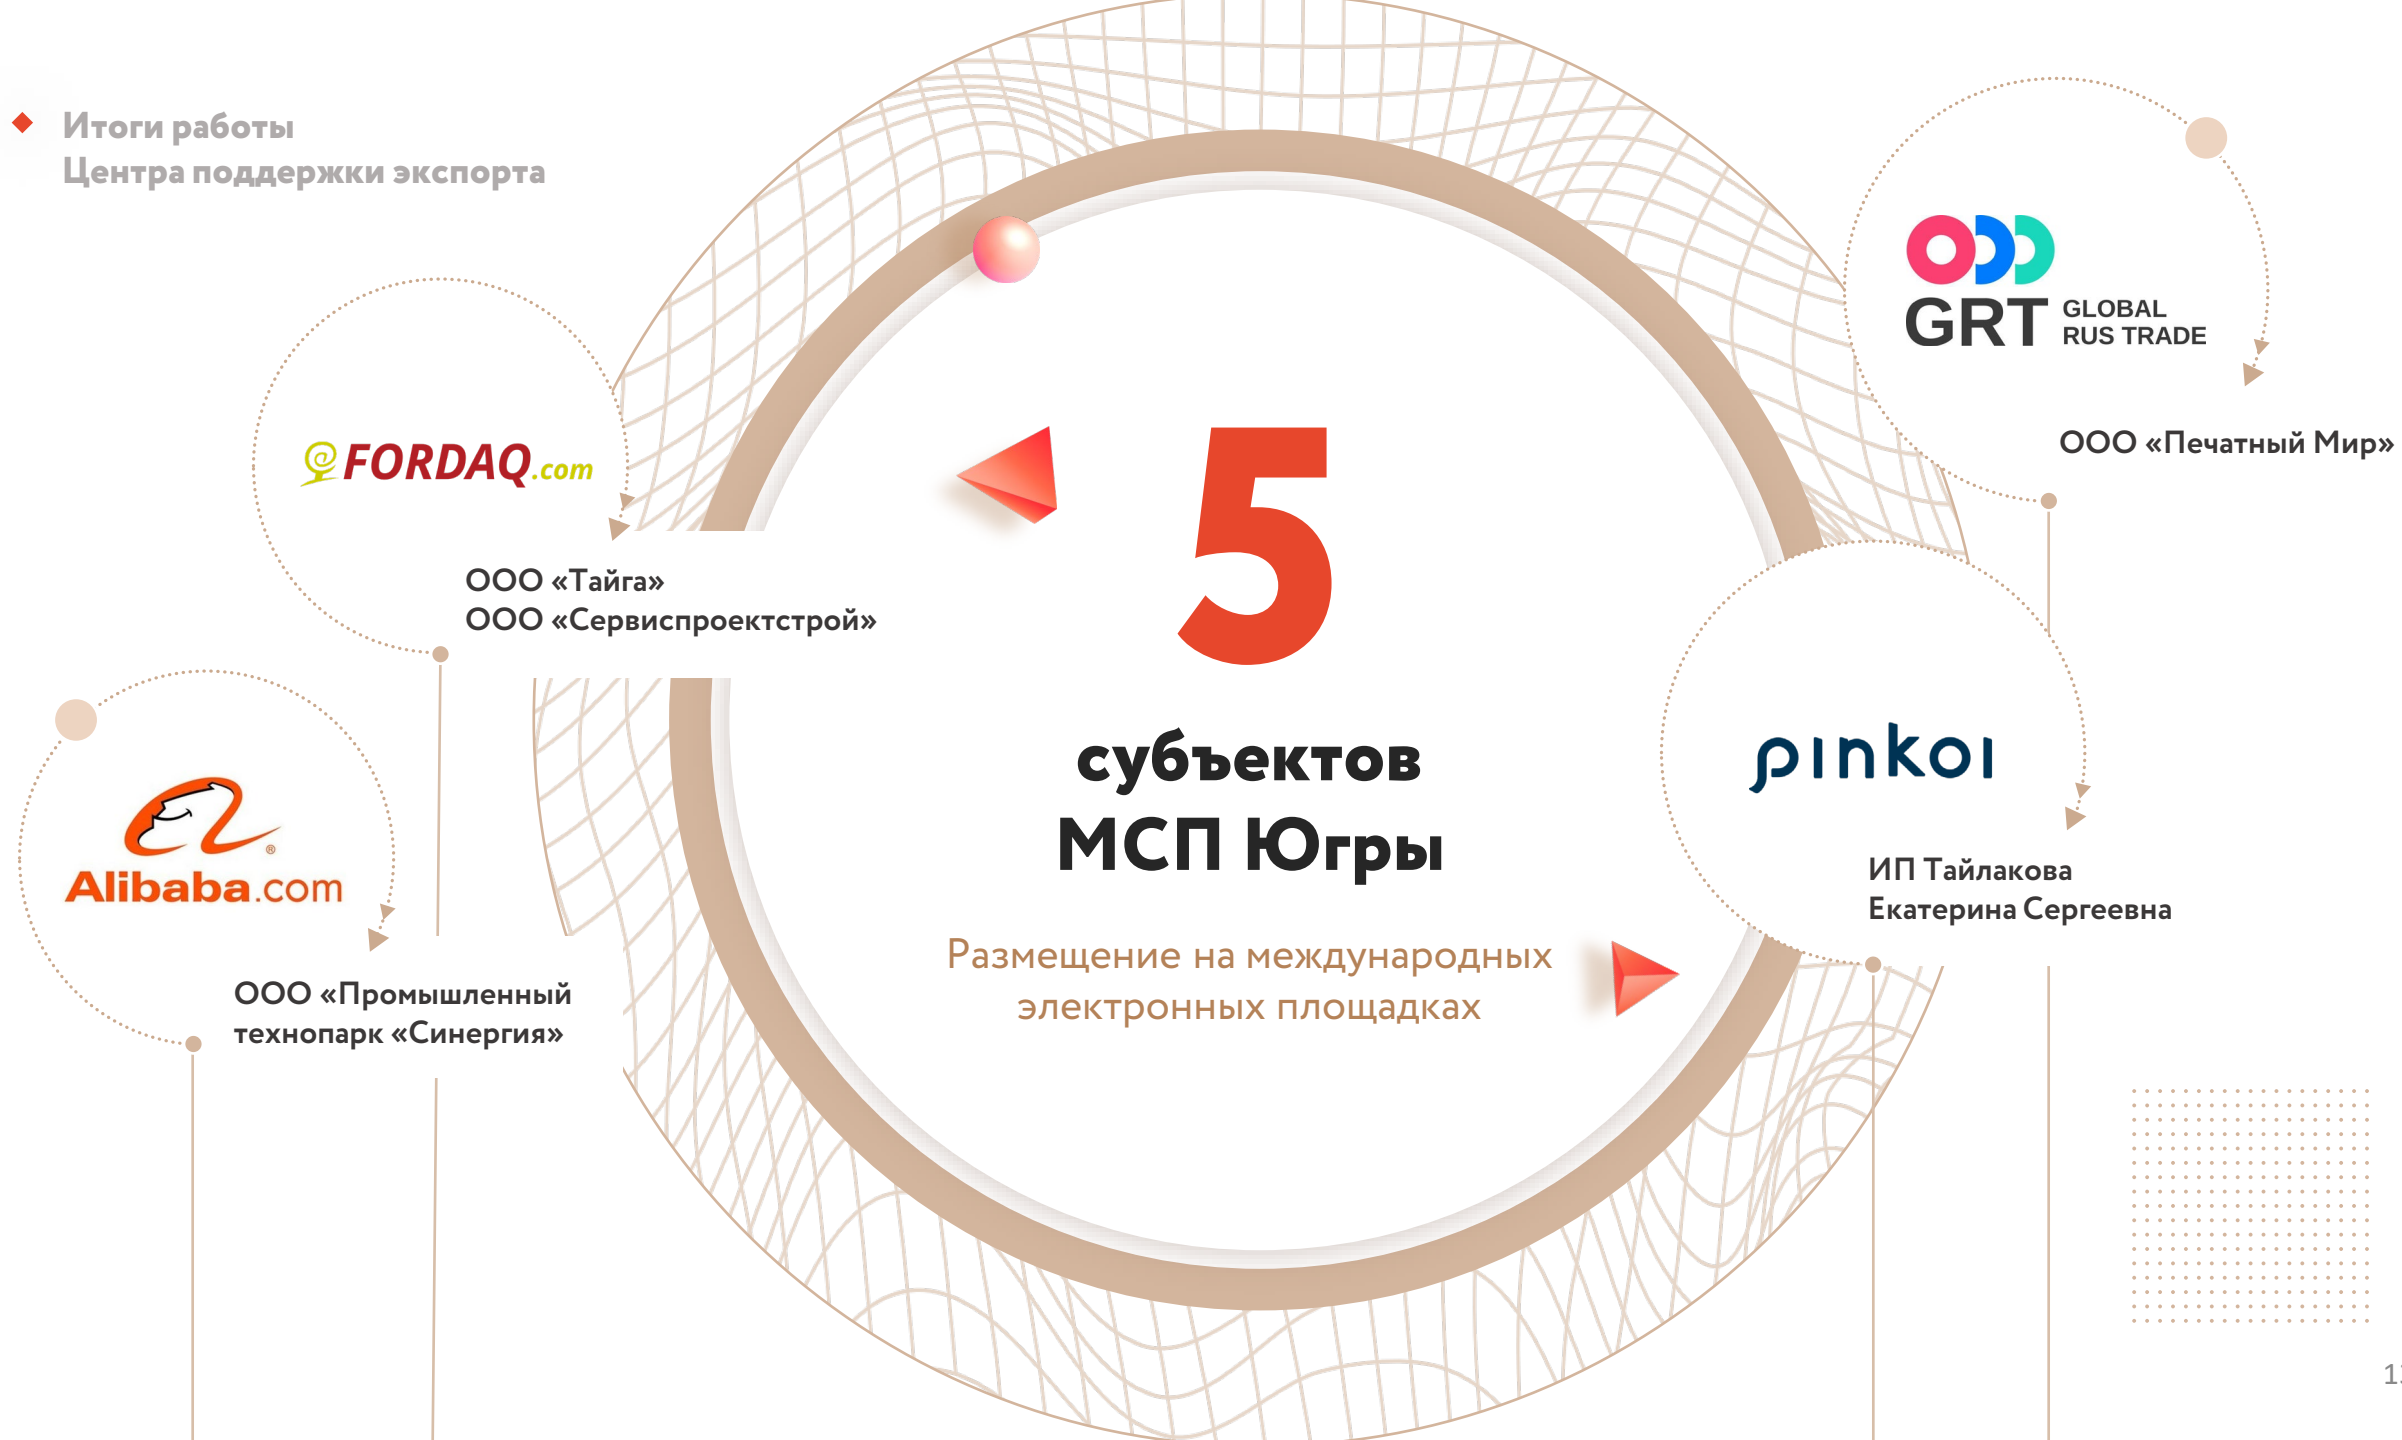 Итоги работы
Центра поддержки экспорта
@FORDAQ.com
ООО «Тайга»
ООО «Сервиспроектстрой»
Alibaba.com
®
ООО «Промышленный
технопарк «Синергия»
5
субъектов
МСП Югры
Размещение на международных
электронных площадках
GRT GLOBAL
RUS TRADE
ООО «Печатный Мир»
pinkoi
ИП Тайлакова
Екатерина Сергеевна